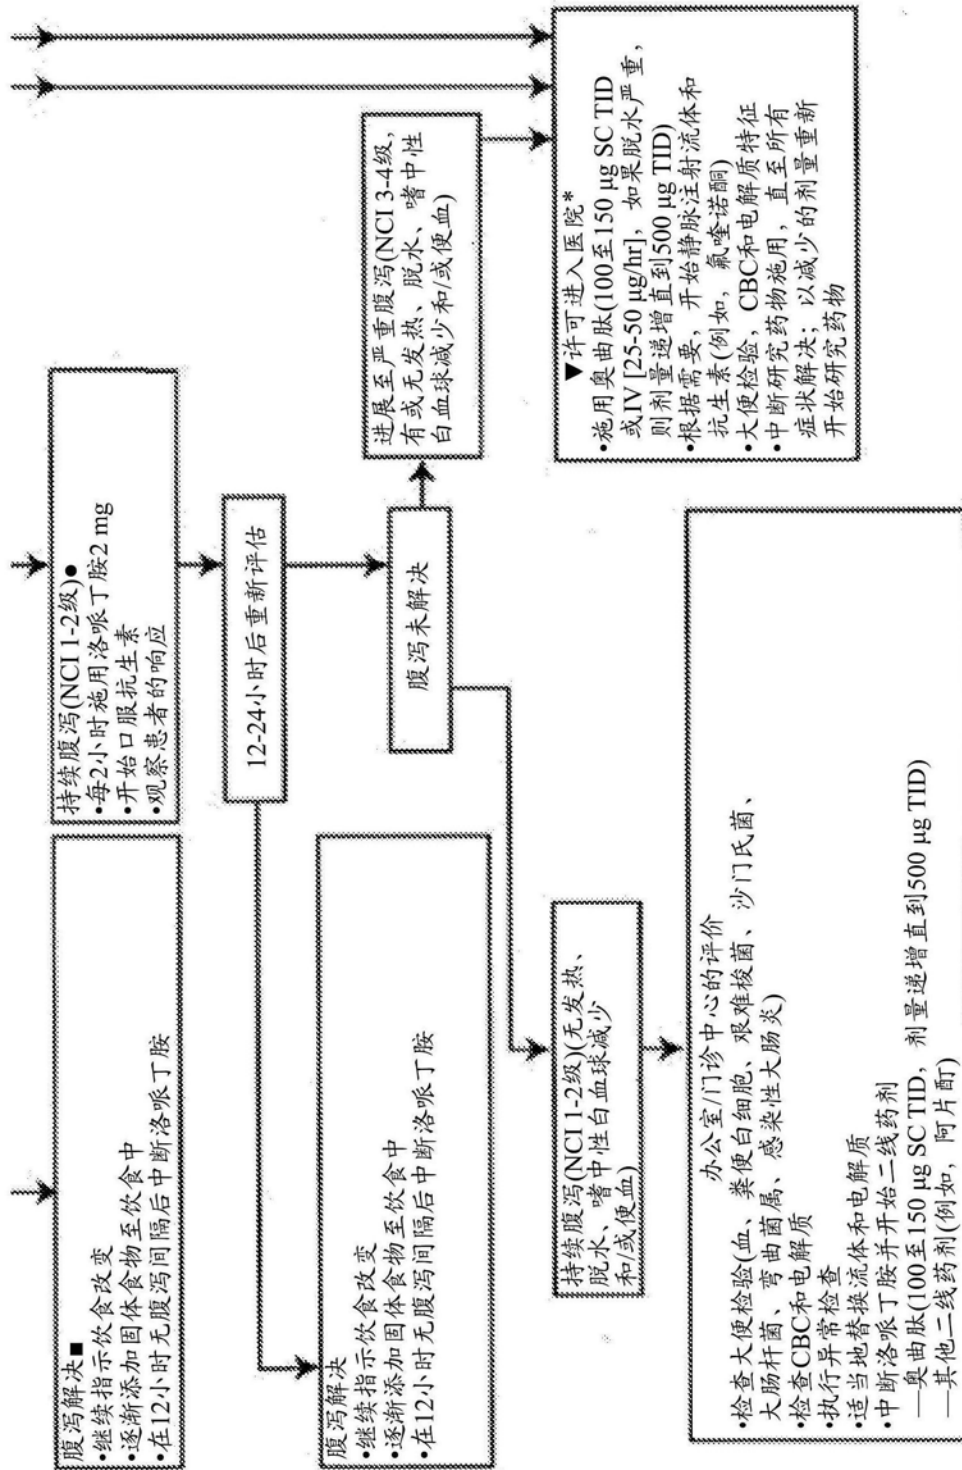 腹泻解决■
•继续指示饮食改变
•逐渐添加固体食物至饮食中
•在12小时无腹泻间隔后中断洛哌丁胺
持续腹泻(NCI 1-2级)●
•每2小时施用洛哌丁胺2 mg
•开始口服抗生素
•观察患者的响应
12-24小时后重新评估
腹泻解决
•继续指示饮食改变
•逐渐添加固体食物至饮食中
•在12小时无腹泻间隔后中断洛哌丁胺
腹泻未解决
进展至严重腹泻(NCI 3-4级,
有或无发热、脱水、嗜中性
白血球减少和/或便血)
持续腹泻(NCI 1-2级)(无发热、
脱水、嗜中性白血球减少
和/或便血)
▼许可进入医院*
•施用奥曲肽(100至150 μg SC TID
或IV [25-50 μg/hr]，如果脱水严重，
则剂量递增直到500 μg TID)
•根据需要，开始静脉注射流体和
抗生素(例如，氟喹诺酮)
•大便检验，CBC和电解质特征
•中断研究药物施用，直至所有
症状解决；以减少的剂量重新
开始研究药物
办公室/门诊中心的评价
•检查大便检验(血、粪便白细胞、艰难梭菌、沙门氏菌、
大肠杆菌、弯曲菌属、感染性大肠炎)
•检查CBC和电解质
•执行异常检查
•适当地替换流体和电解质
•中断洛哌丁胺并开始二线药剂
—奥曲肽(100至150 μg SC TID，剂量递增直到500 μg TID)
—其他二线药剂(例如，阿片酊)